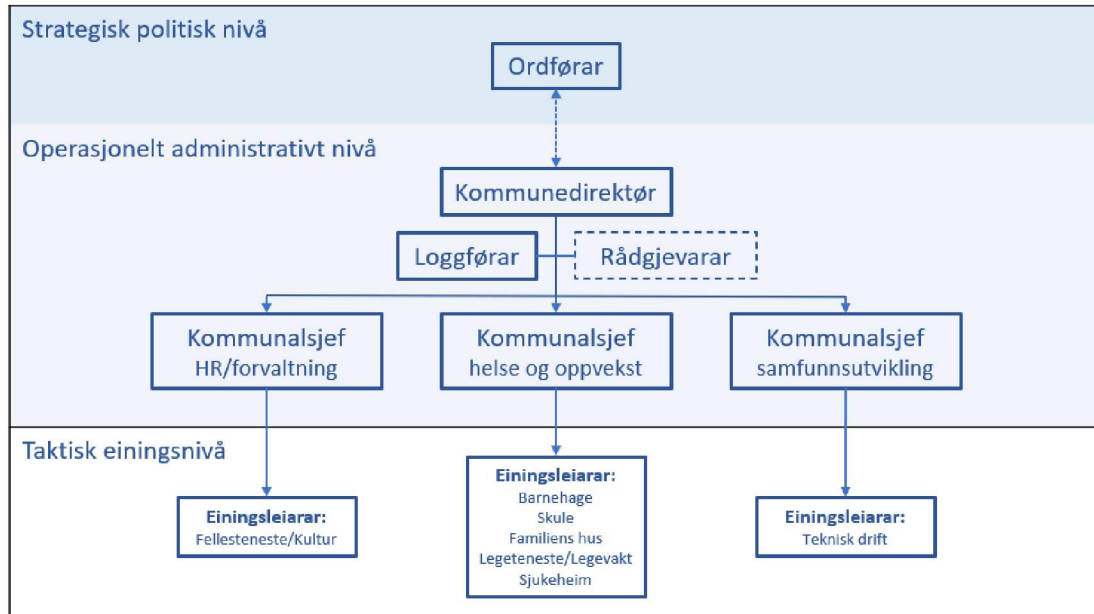 Strategisk politisk nivå
Ordførar
Operasjonelt administrativt nivå
Kommunedirektør
Loggførar
Rådgjevarar
Kommunalsjef
HR/forvaltning
Kommunalsjef
helse og oppvekst
Kommunalsjef
samfunnsutvikling
Taktisk einingsnivå
Einingsleiarar:
Fellesteneste/Kultur
Einingsleiarar:
Barnehage
Skule
Familiens hus
Legeteneste/Legevakt
Sjukeheim
Einingsleiarar:
Teknisk drift